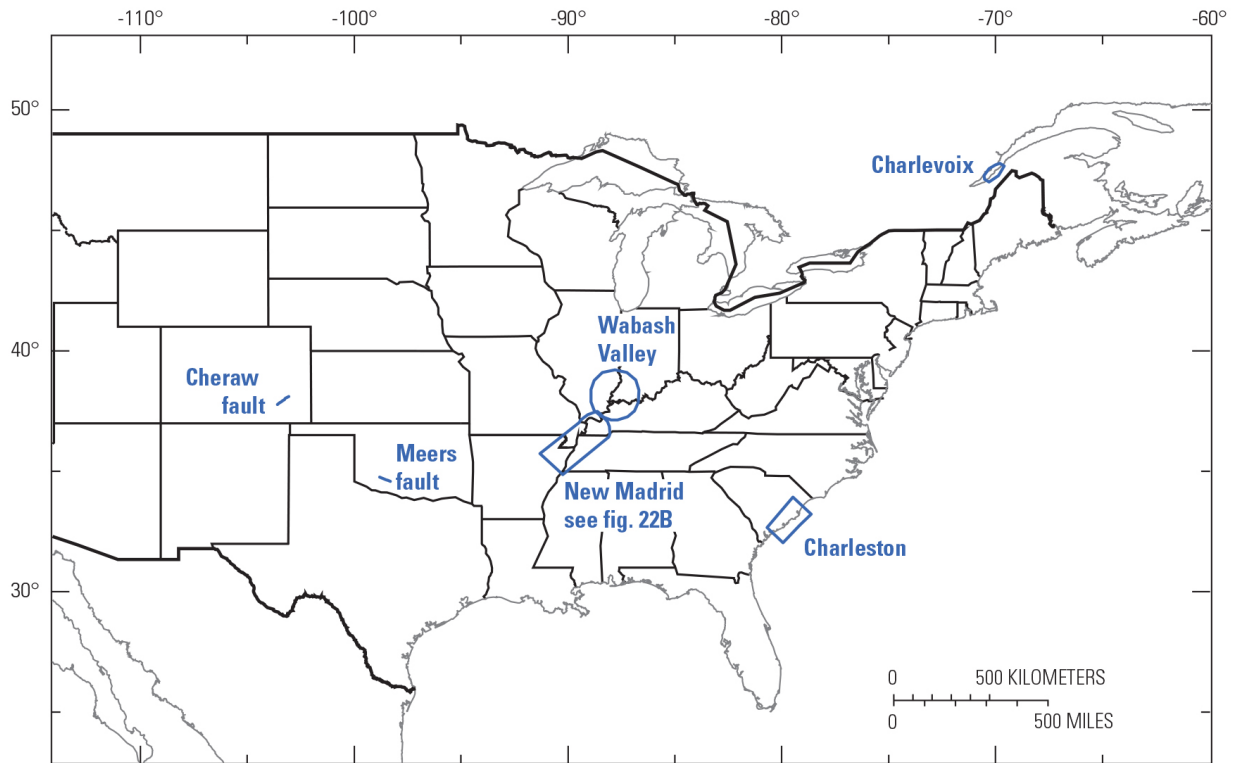 -110°
-100°
-90°
-80°
-70°
-60°
50°
Charlevoix
40°
Wabash
Valley
Cheraw
fault
Meers
fault
New Madrid
see fig. 22B
Charleston
30°
0 500 KILOMETERS
0 500 MILES